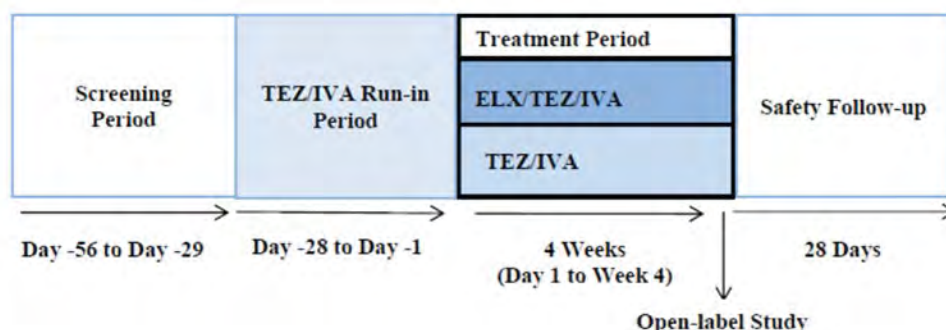 Screening
Period
TEZ/IVA Run-in
Period
Treatment Period
ELX/TEZ/IVA
TEZ/IVA
Safety Follow-up
Day -56 to Day -29
Day -28 to Day -1
4 Weeks
(Day 1 to Week 4)
28 Days
Open-label Study